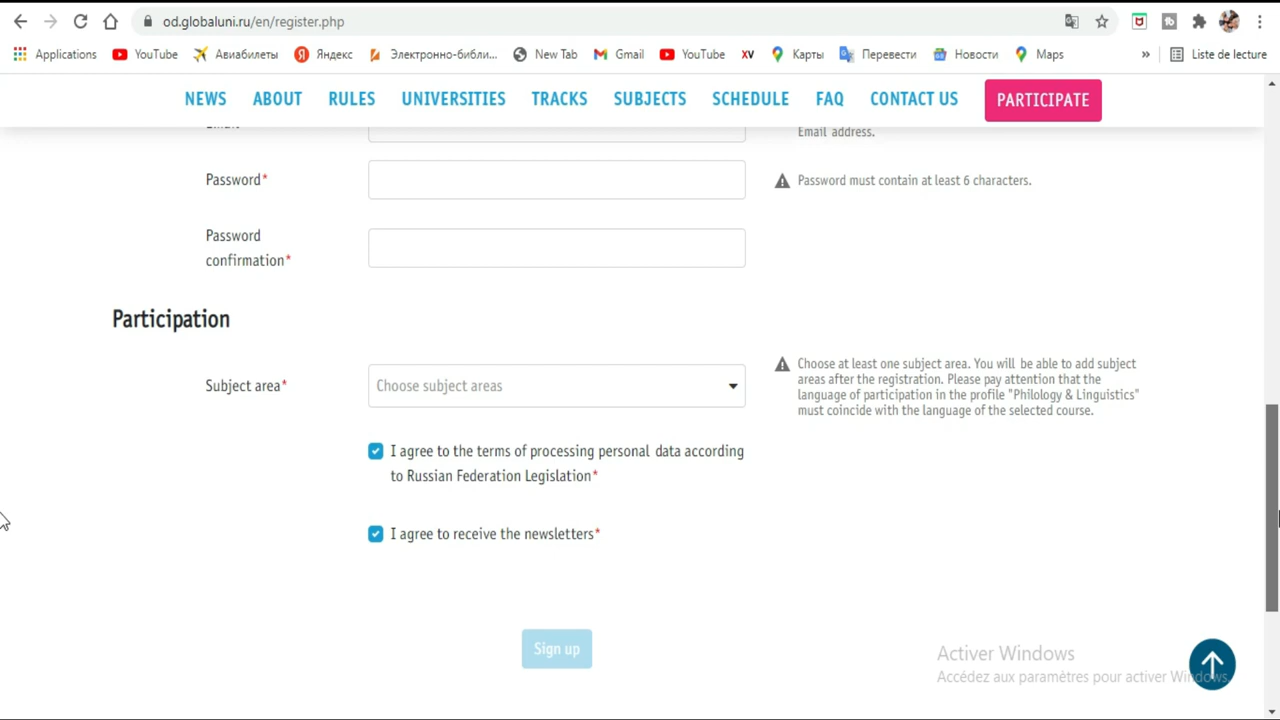 od.globaluni.ru/en/register.php
Applications YouTube Авиабилеты Яндекс Электронно-библи... New Tab Gmail YouTube XV Карты Перевести Новости Maps » Liste de lecture
NEWS ABOUT RULES UNIVERSITIES TRACKS SUBJECTS SCHEDULE FAQ CONTACT US PARTICIPATE
Email address.
Password*
Password must contain at least 6 characters.
Password
confirmation*
Participation
Subject area*
Choose subject areas
Choose at least one subject area. You will be able to add subject
areas after the registration. Please pay attention that the
language of participation in the profile "Philology & Linguistics"
must coincide with the language of the selected course.
I agree to the terms of processing personal data according
to Russian Federation Legislation*
I agree to receive the newsletters*
Sign up
Activer Windows
Accédez aux paramètres pour activer Windows.